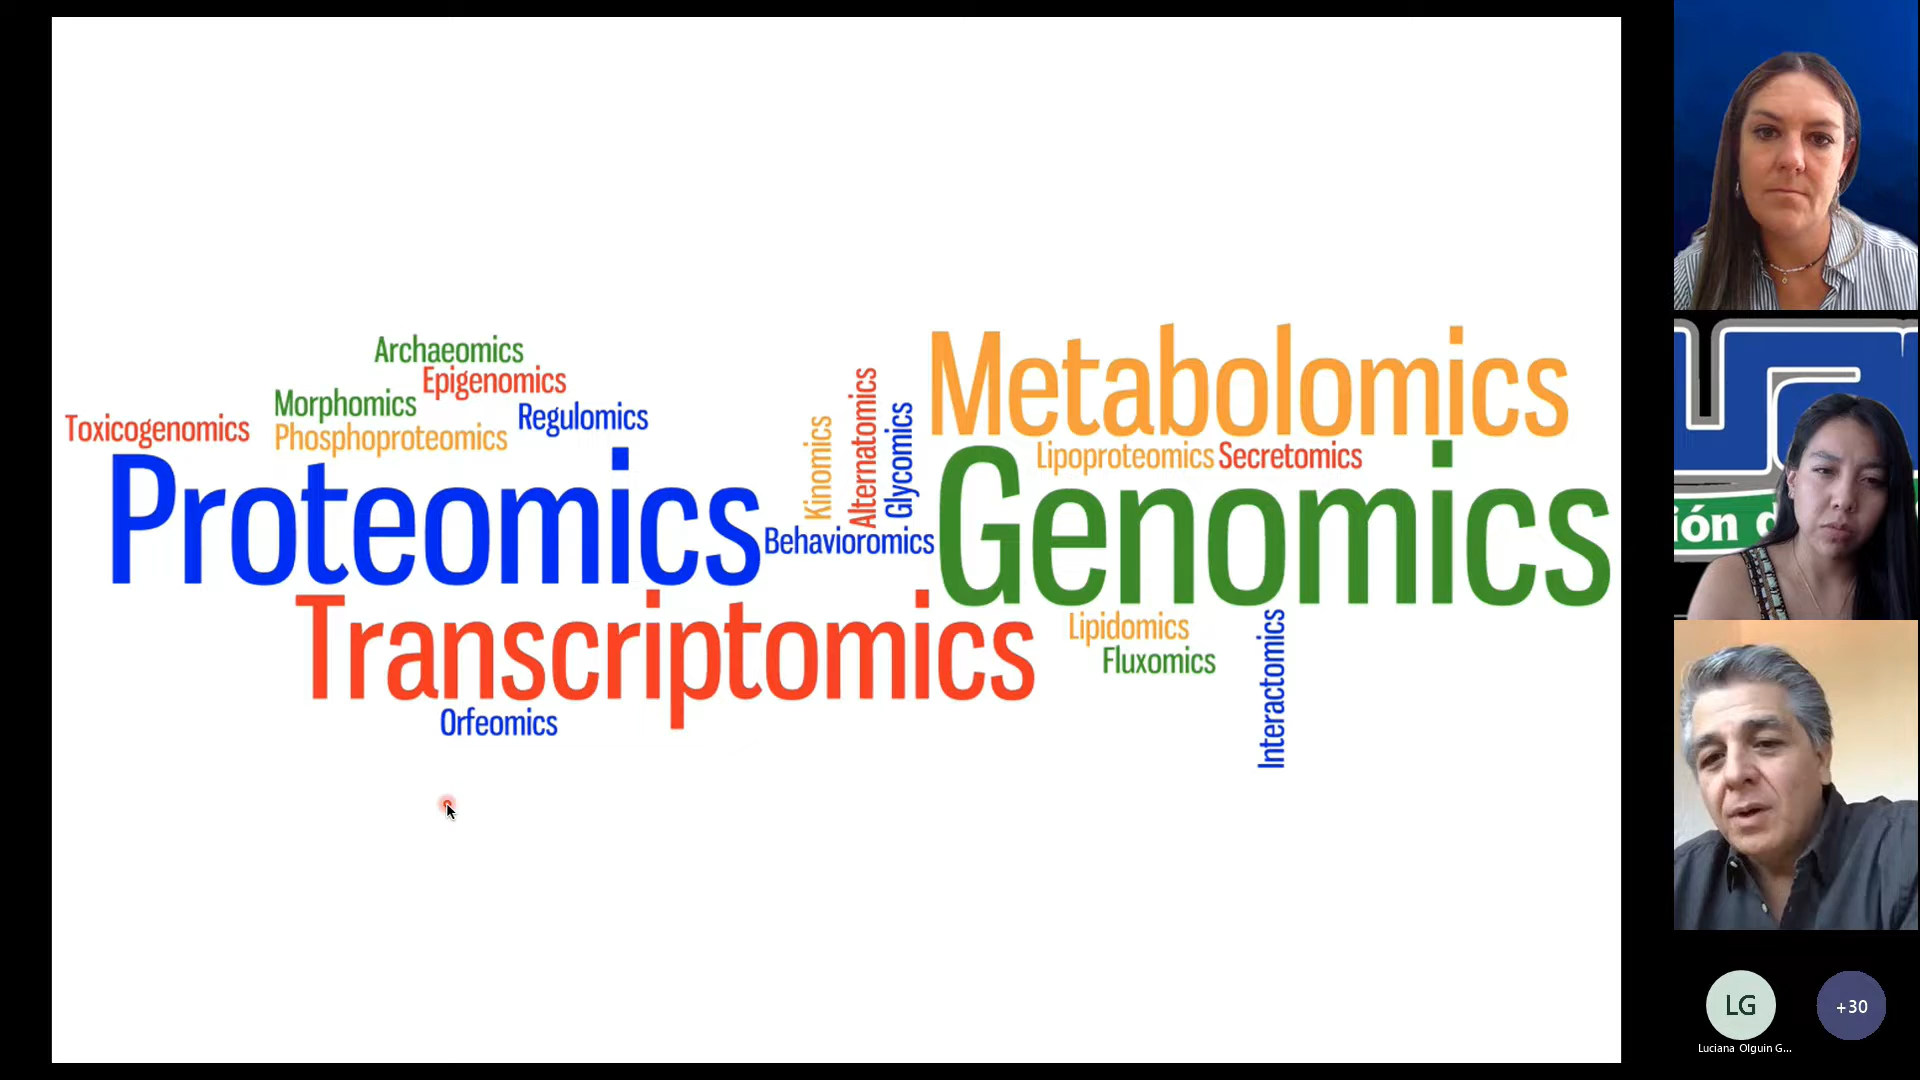 Archaeomics
Epigenomics
Morphomics
Regulomics
Toxicogenomics
Phosphoproteomics
Proteomics
Kinomics
Alternatomics
Glycomics
Behavioromics
Metabolomics
Lipoproteomics Secretomics
Genomics
Transcriptomics
Lipidomics
Fluxomics
Interactomics
Orfeomics
ión d
LG
+30
Luciana Olguin G...